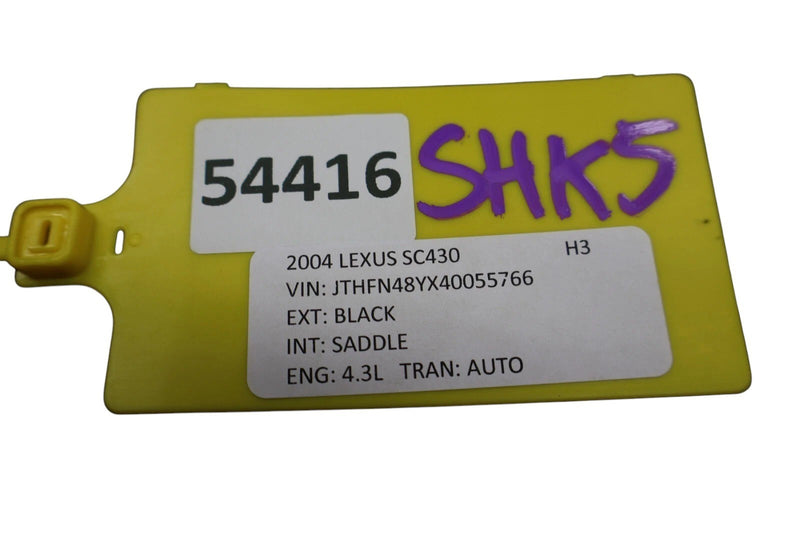 54416
SHK5
2004 LEXUS SC430 H3
VIN: JTHFN48YX40055766
EXT: BLACK
INT: SADDLE
ENG: 4.3L TRAN: AUTO